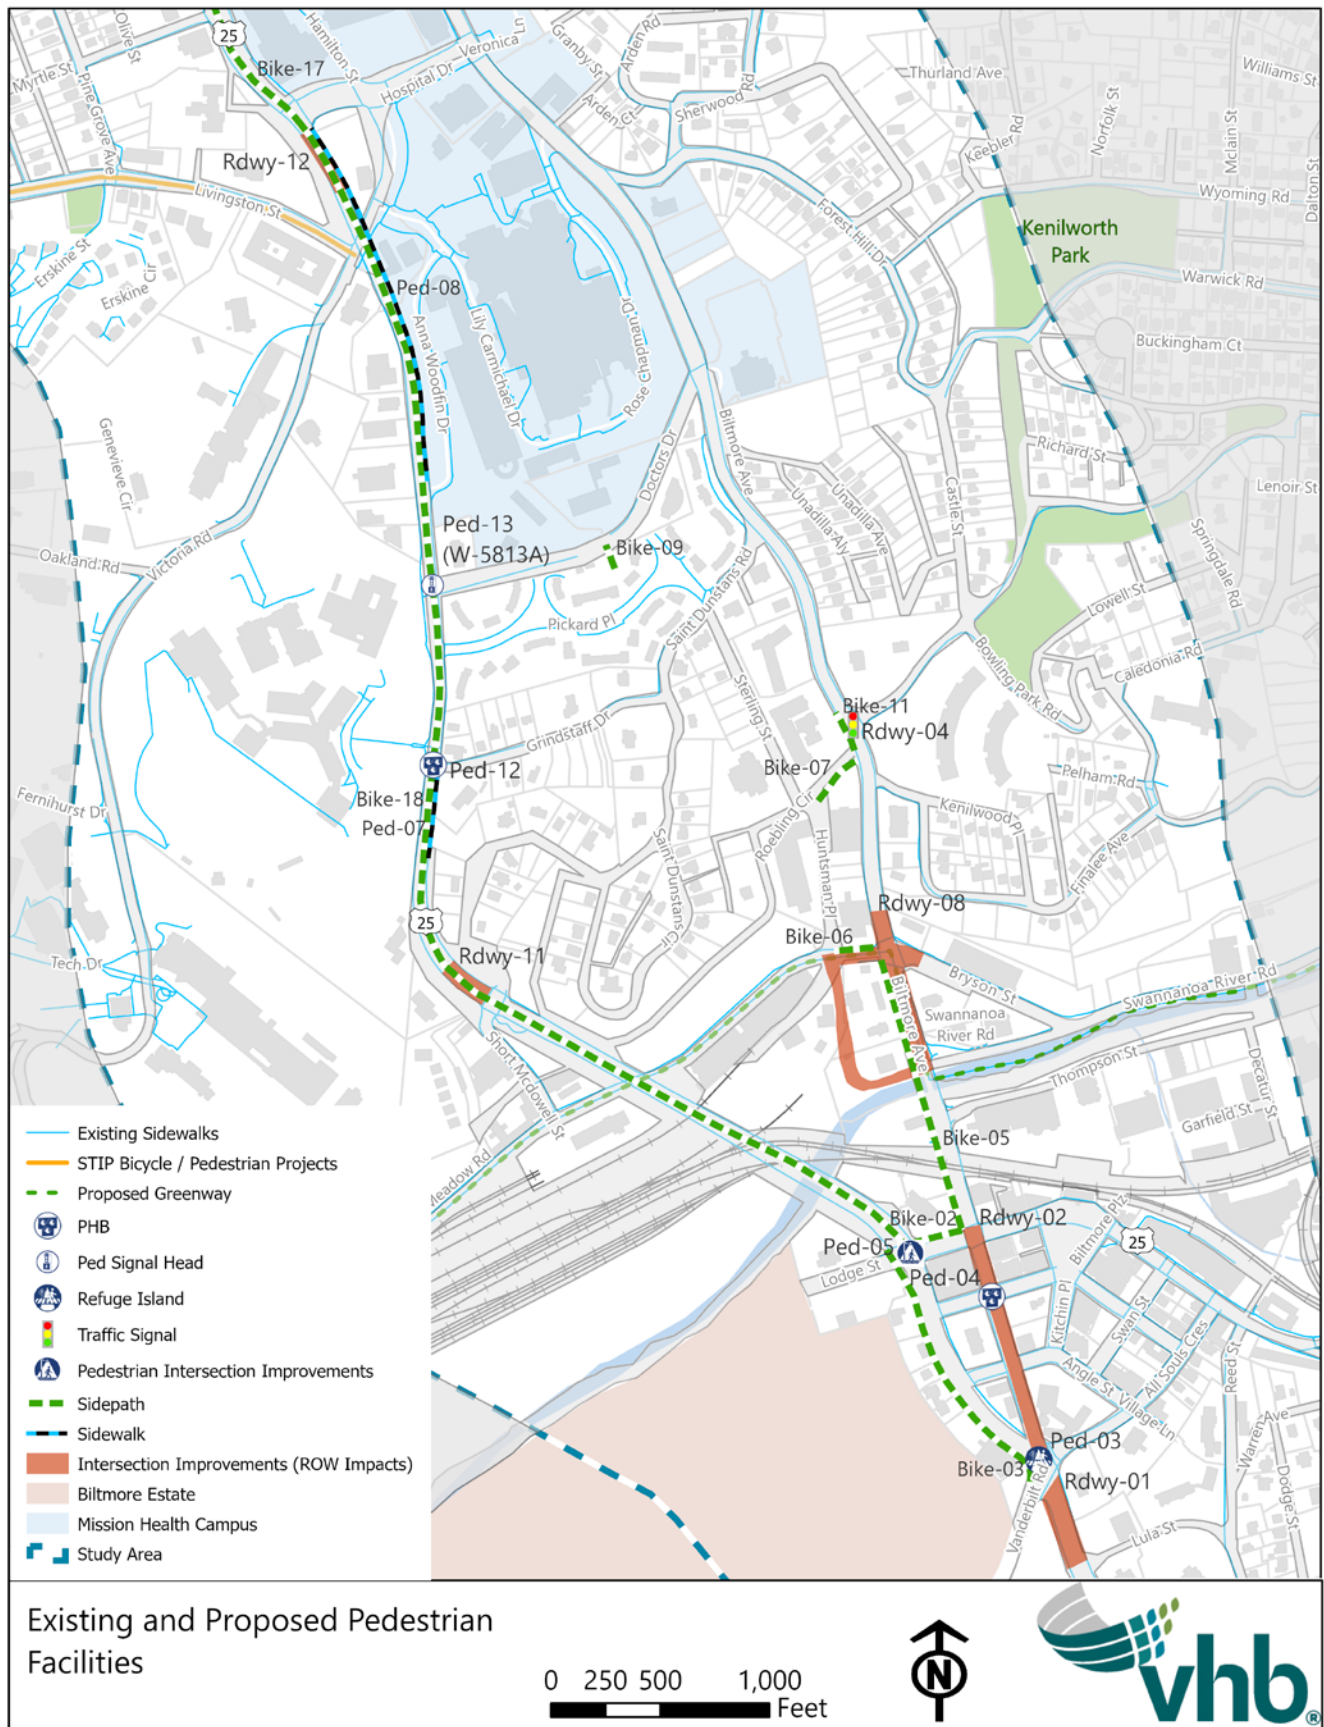 25
Olive St
Hamilton St
Veronica Ln
Granby St
Arden Rd
Myrtle St
Pine Grove Ave
Bike-17
Hospital Dr
Arden Ct
Sherwood Rd
Thurland Ave
Keebler Rd
Norfolk St
Mclain St
Williams St
Dalton St
Rdwy-12
Livingston St
Wyoming Rd
Forest Hill Dr
Kenilworth
Park
Erskine St
Erskine Cir
Warwick Rd
Ped-08
Anna Woodfin Dr
Lily Carmichael Dr
Rose Chapman Dr
Buckingham Ct
Genevieve Cir
Biltmore Ave
Doctors Dr
Richard St
Unadilla Aly
Unadilla Ave
Castle St
Lenoir St
Springdale Rd
Ped-13
(W-5813A)
Oakland Rd
Victoria Rd
Bike-09
Pickard Pl
Saint Dunstans Rd
Lowell St
Caledonia Rd
Bowling Park Rd
Sterling St
Grindstaff Dr
Bike-11
Rdwy-04
Ped-12
Bike-07
Pelham Rd
Bike-18
Ped-07
Fernihurst Dr
Roebling Cir
Kenilwood Pl
Finalee Ave
Saint Dunstans Cir
Huntsman Pl
25
Rdwy-08
Bike-06
Rdwy-11
Tech Dr
Bryson St
Swannanoa River Rd
Biltmore Ave
Swannanoa
River Rd
Short Mcdowell St
Thompson St
Decatur St
Garfield St
Bike-05
Meadow Rd
Bike-02
Rdwy-02
Biltmore Plz
25
Ped-05
Lodge St
Ped-04
Kitchin Pl
Swan St
All Souls Cres
Reed St
Angle St
Village Ln
Warren Ave
Ped-03
Bike-03
Rdwy-01
Vanderbilt Rd
Lula St
Dodge St
Existing Sidewalks
STIP Bicycle / Pedestrian Projects
Proposed Greenway
PHB
Ped Signal Head
Refuge Island
Traffic Signal
Pedestrian Intersection Improvements
Sidepath
Sidewalk
Intersection Improvements (ROW Impacts)
Biltmore Estate
Mission Health Campus
Study Area
Existing and Proposed Pedestrian
Facilities
0 250 500 1,000
Feet
N
vhb®